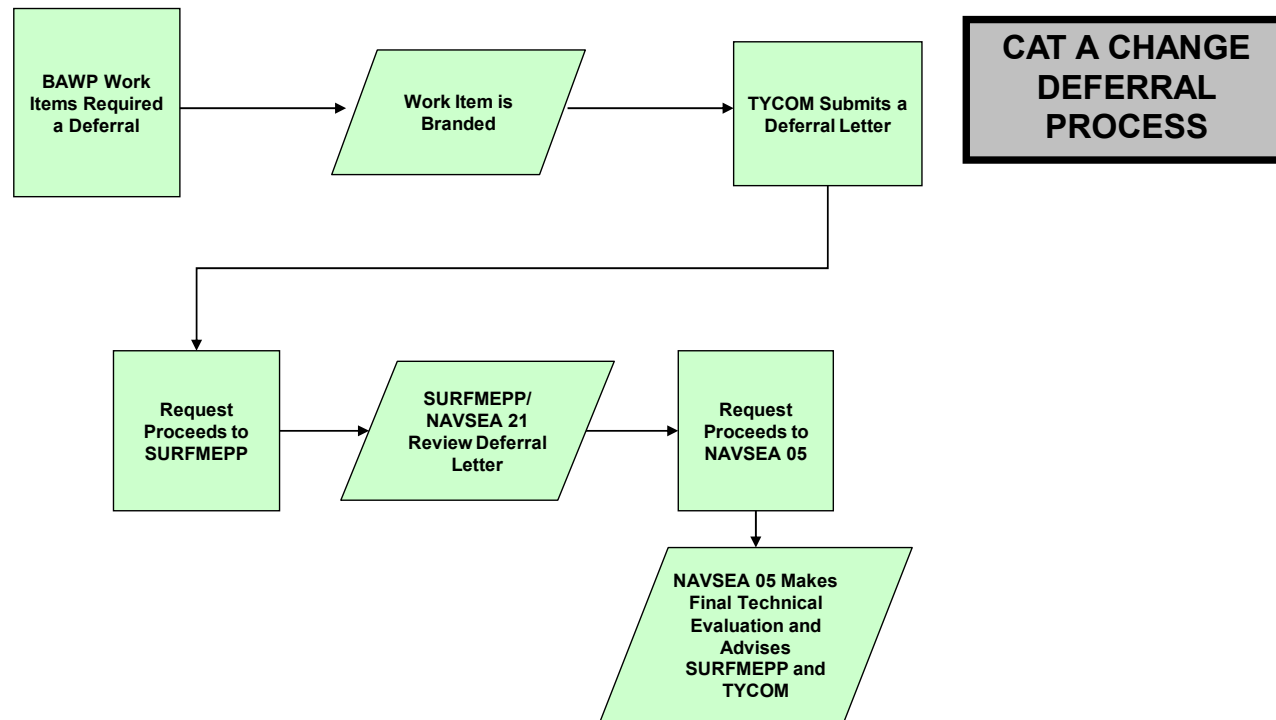 BAWP Work
Items Required
a Deferral
Work Item is
Branded
TYCOM Submits a
Deferral Letter
CAT A CHANGE
DEFERRAL
PROCESS
Request
Proceeds to
SURFMEPP
SURFMEPP/
NAVSEA 21
Review Deferral
Letter
Request
Proceeds to
NAVSEA 05
NAVSEA 05 Makes
Final Technical
Evaluation and
Advises
SURFMEPP and
TYCOM